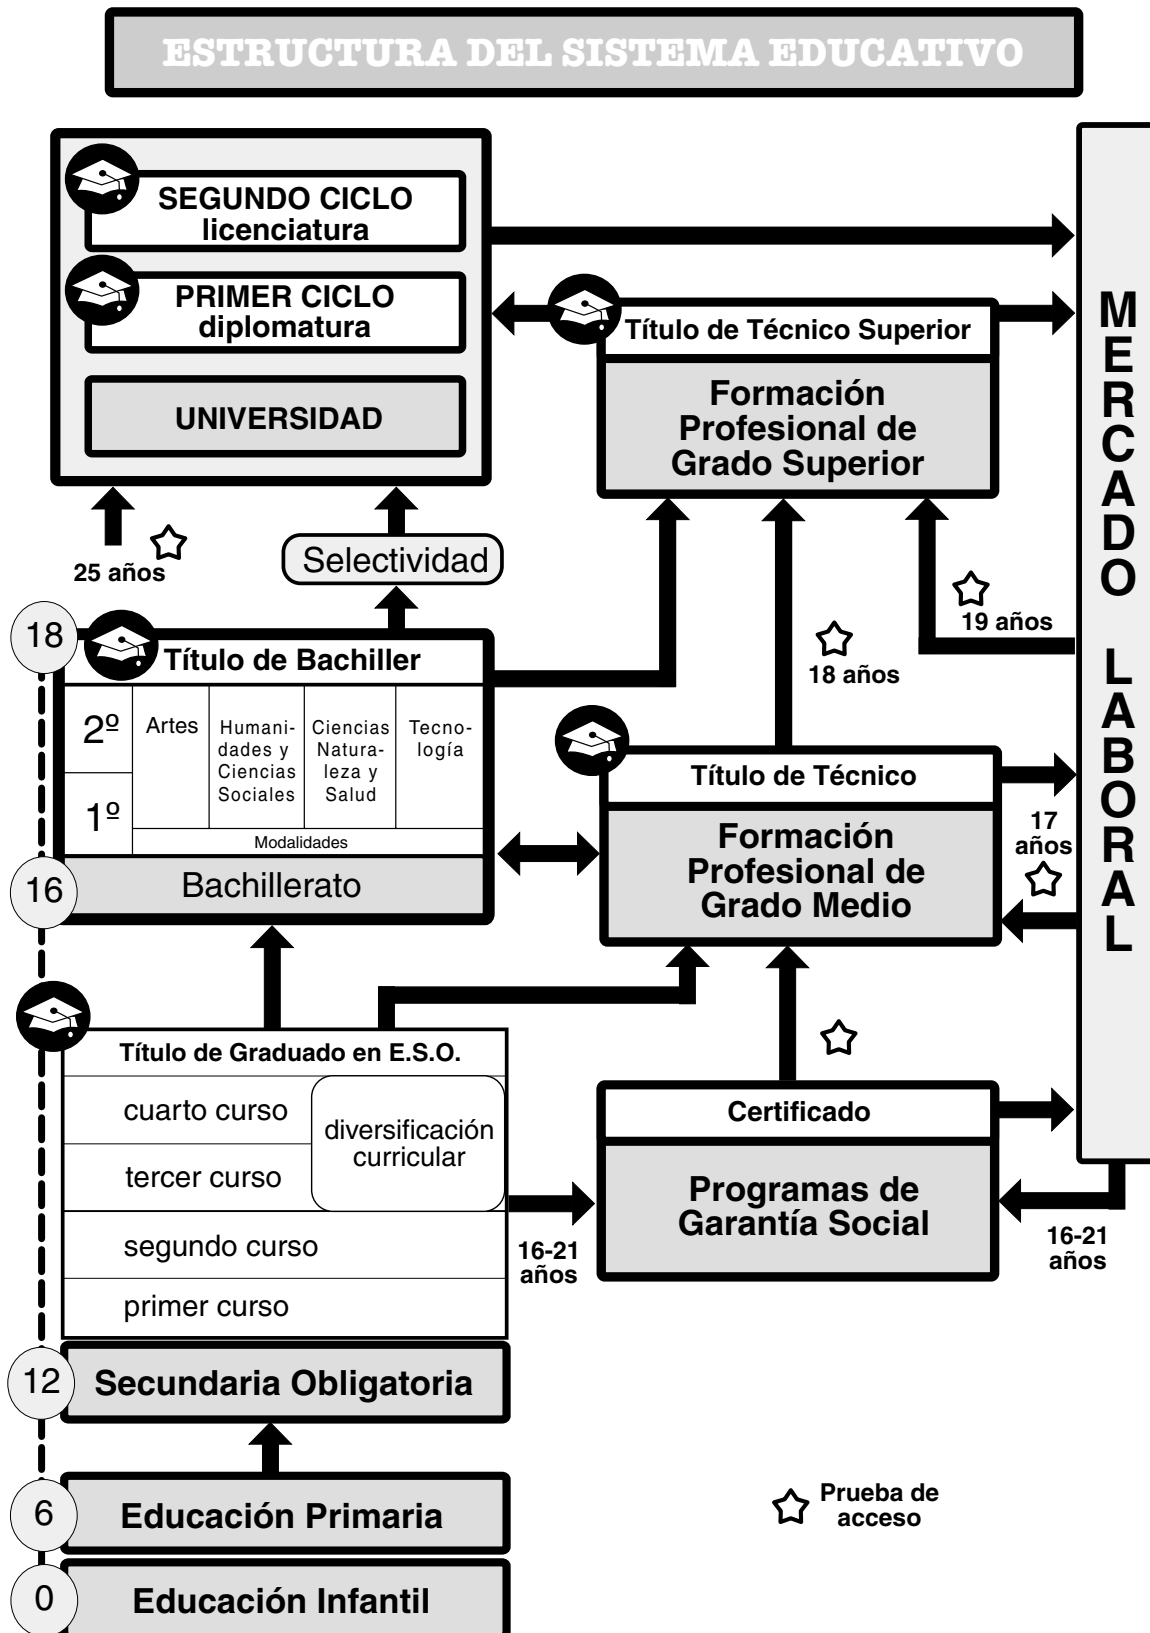 ESTRUCTURA DEL SISTEMA EDUCATIVO
SEGUNDO CICLO
licenciatura
PRIMER CICLO
diplomatura
UNIVERSIDAD
Título de Técnico Superior
Formación
Profesional de
Grado Superior
MERCADO LABORAL
25 años
Selectividad
19 años
18 años
18
Título de Bachiller
2º
1º
Artes
Humani-
dades y
Ciencias
Sociales
Ciencias
Natura-
leza y
Salud
Tecno-
logía
Modalidades
16
Bachillerato
Título de Técnico
Formación
Profesional de
Grado Medio
17
años
Título de Graduado en E.S.O.
cuarto curso
tercer curso
diversificación
curricular
segundo curso
primer curso
16-21
años
Certificado
Programas de
Garantía Social
16-21
años
12
Secundaria Obligatoria
6
Educación Primaria
0
Educación Infantil
Prueba de
acceso